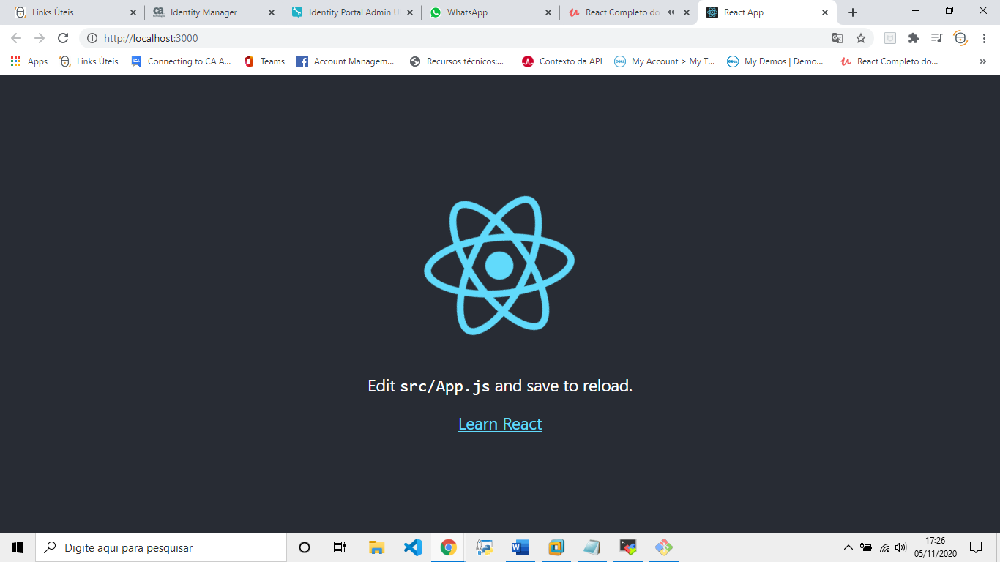 Links Úteis
Identity Manager
Identity Portal Admin U
WhatsApp
React Completo do
React App
http://localhost:3000
Apps
Links Úteis
Connecting to CA A...
Teams
Account Managem...
Recursos técnicos:...
Contexto da API
My Account > My T...
My Demos | Demo...
React Completo do...
»
Edit src/App.js and save to reload.
Learn React
Digite aqui para pesquisar
17:26
05/11/2020